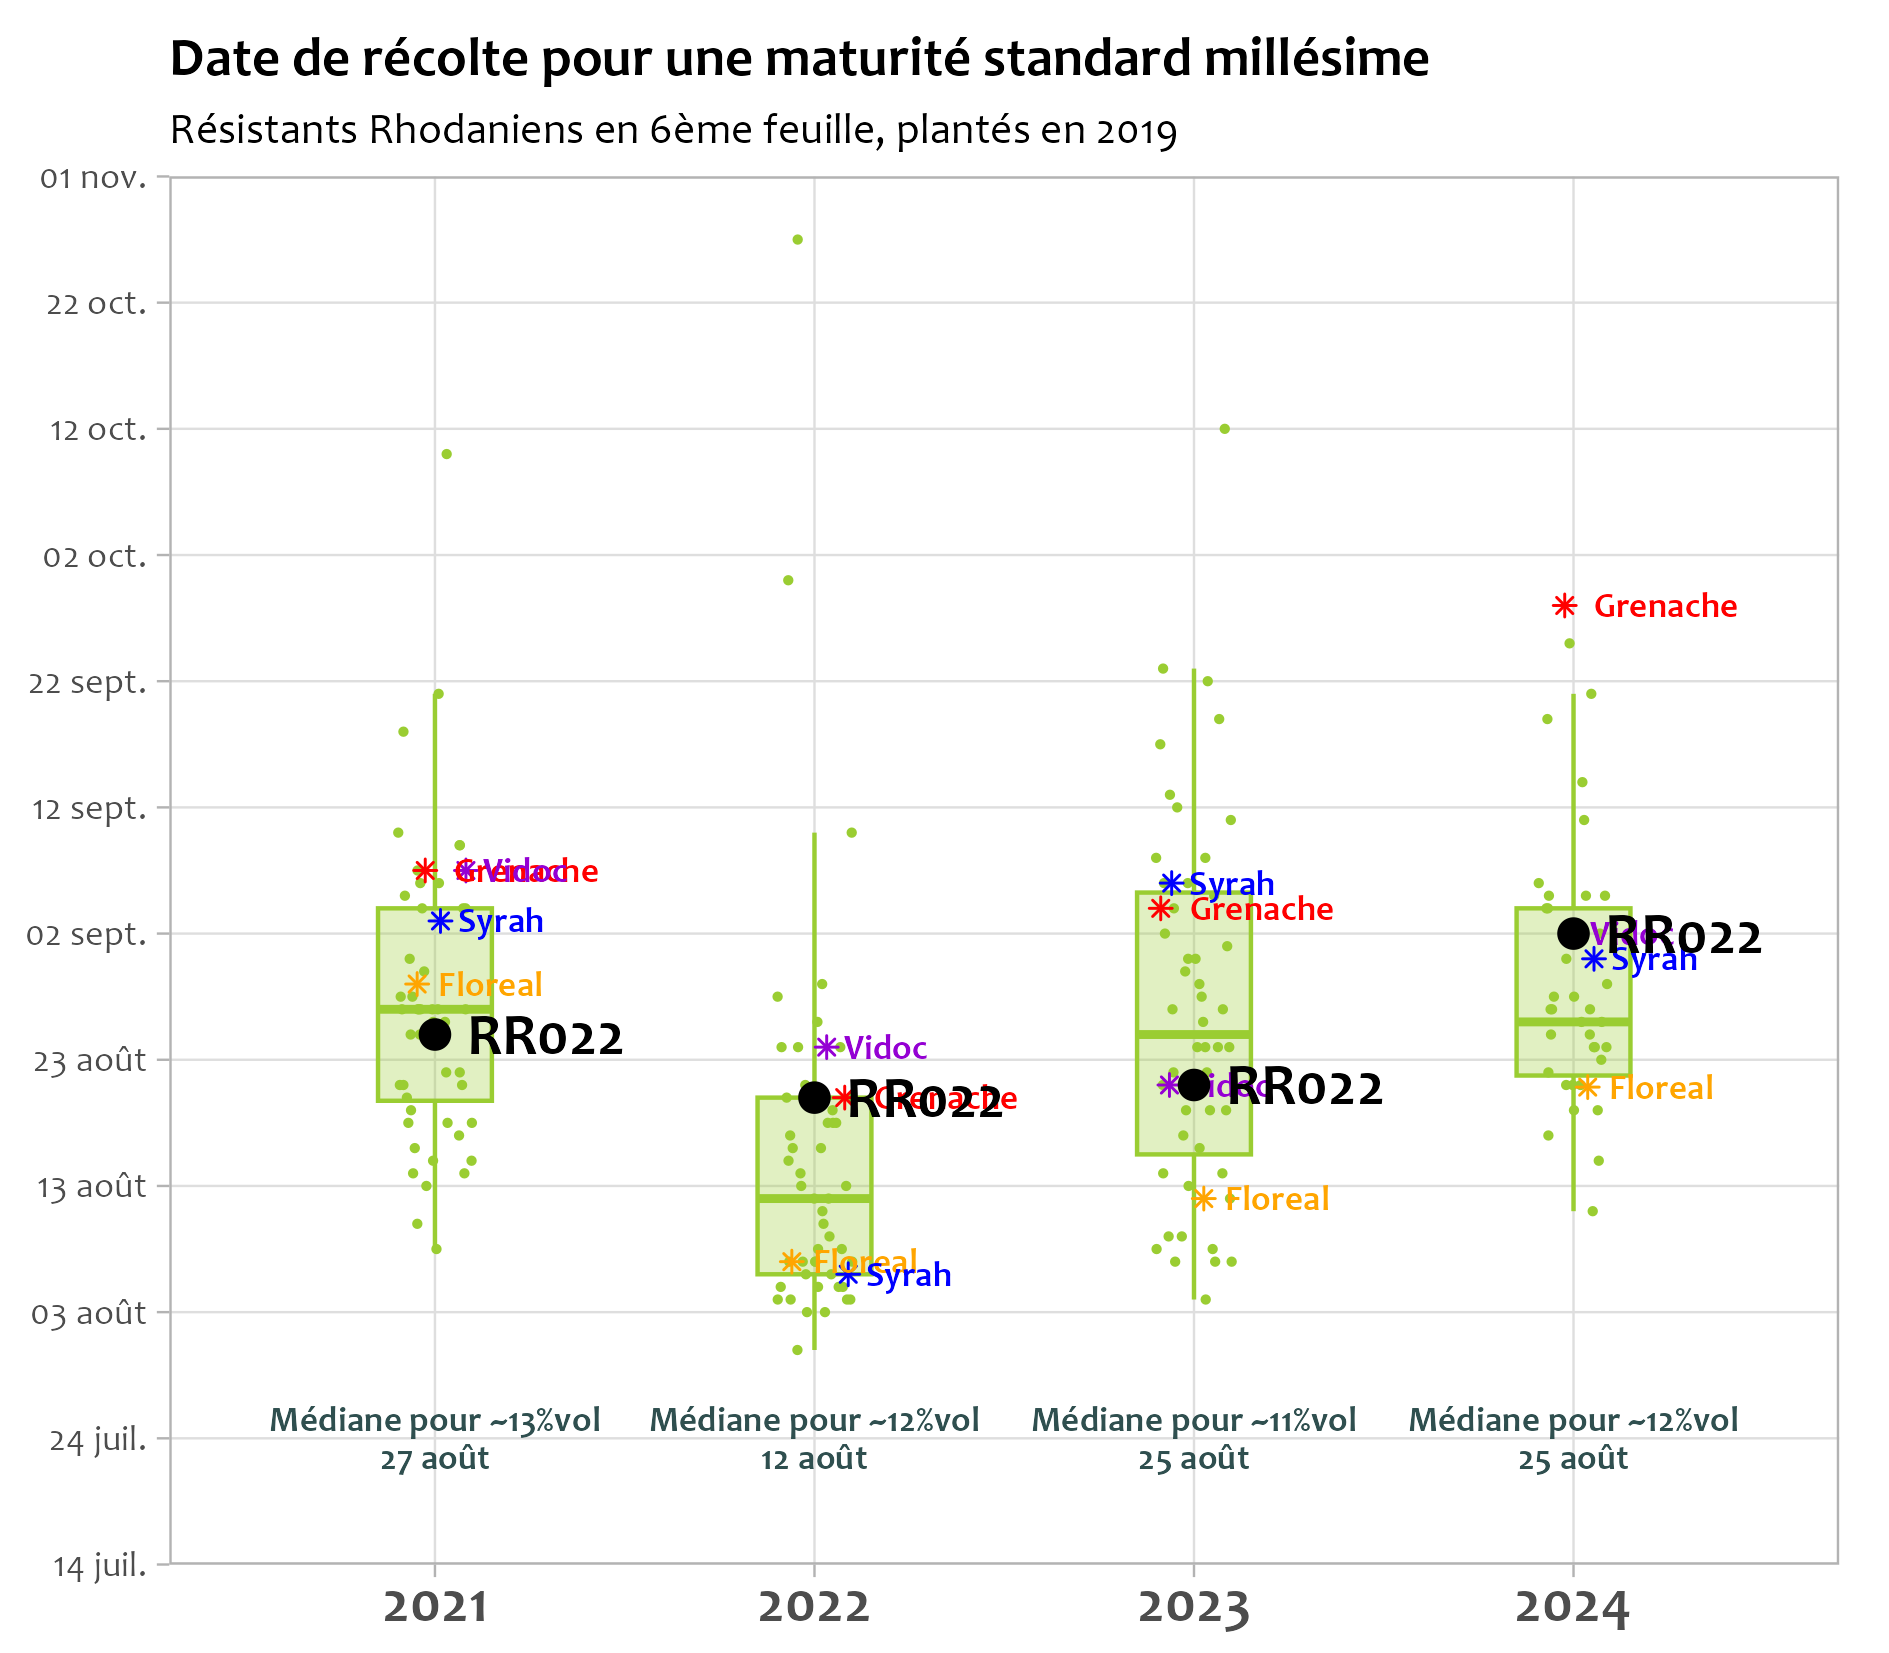 Date de récolte pour une maturité standard millésime
Résistants Rhodaniens en 6ème feuille, plantés en 2019
01 nov.
22 oct.
12 oct.
02 oct.
22 sept.
12 sept.
02 sept.
23 août
13 août
03 août
24 juil.
14 juil.
Grenache
Vidoc
Syrah
Floreal
RR022
Vidoc
RR022
Grenache
Floreal
Syrah
Syrah
Grenache
Vidoc
RR022
Floreal
Grenache
Vidoc
RR022
Syrah
Floreal
Médiane pour ~13%vol
27 août
Médiane pour ~12%vol
12 août
Médiane pour ~11%vol
25 août
Médiane pour ~12%vol
25 août
2021
2022
2023
2024